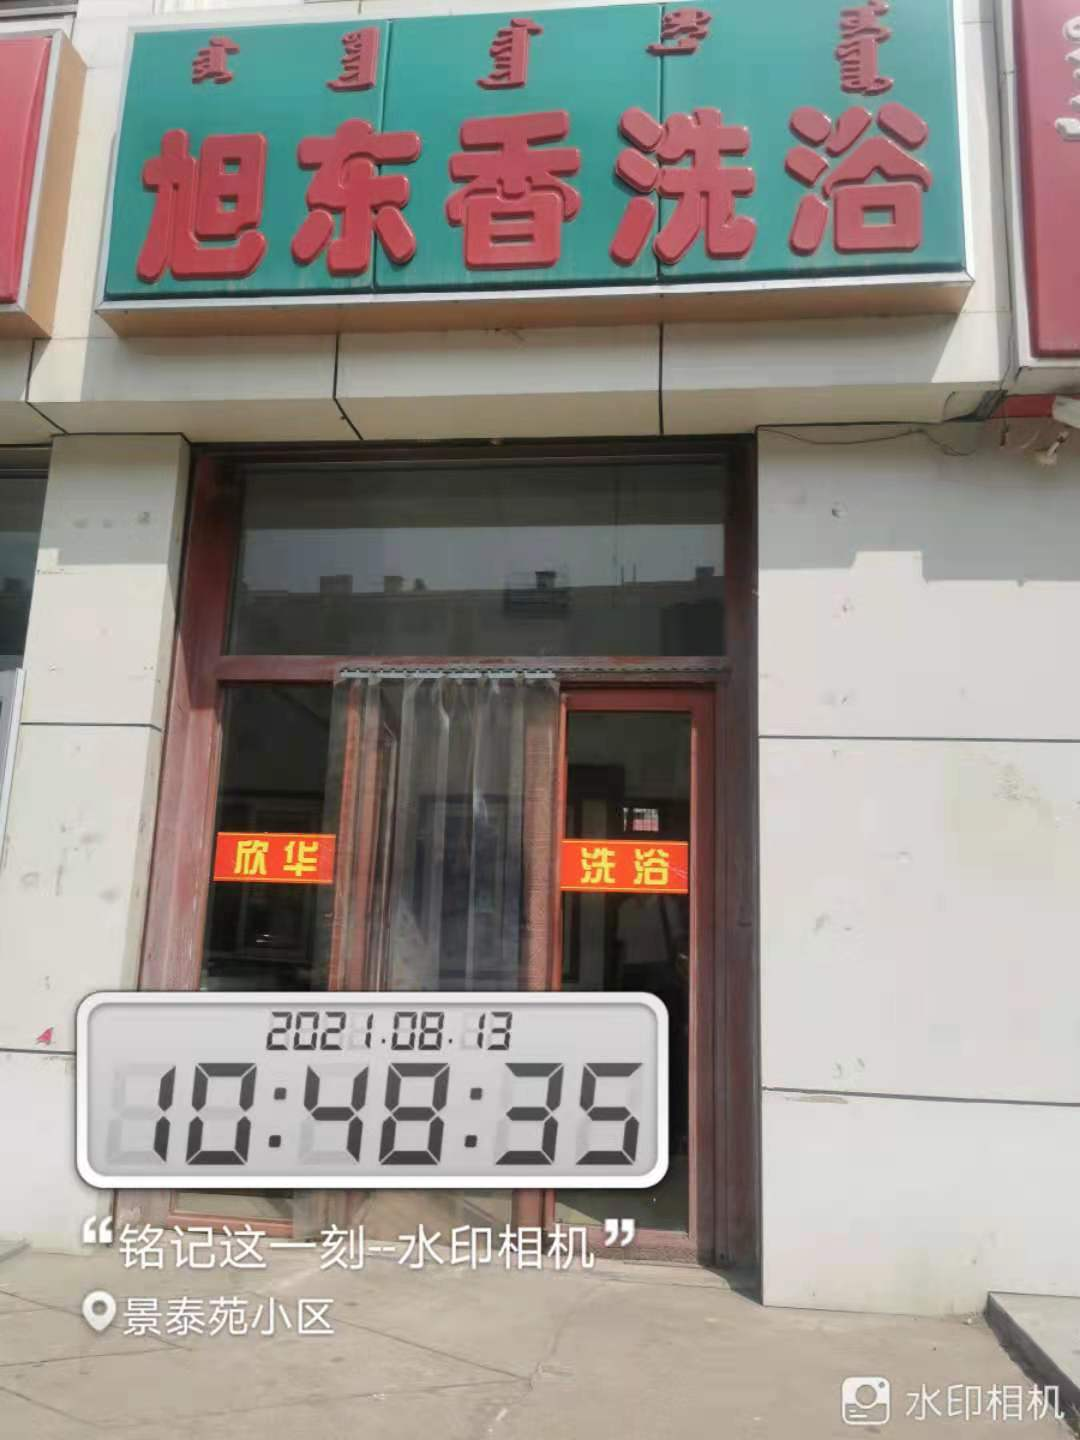 旭东香洗浴
欣华
洗浴
2021.08.13
10:48:35
“铭记这一刻--水印相机”
景泰苑小区
水印相机